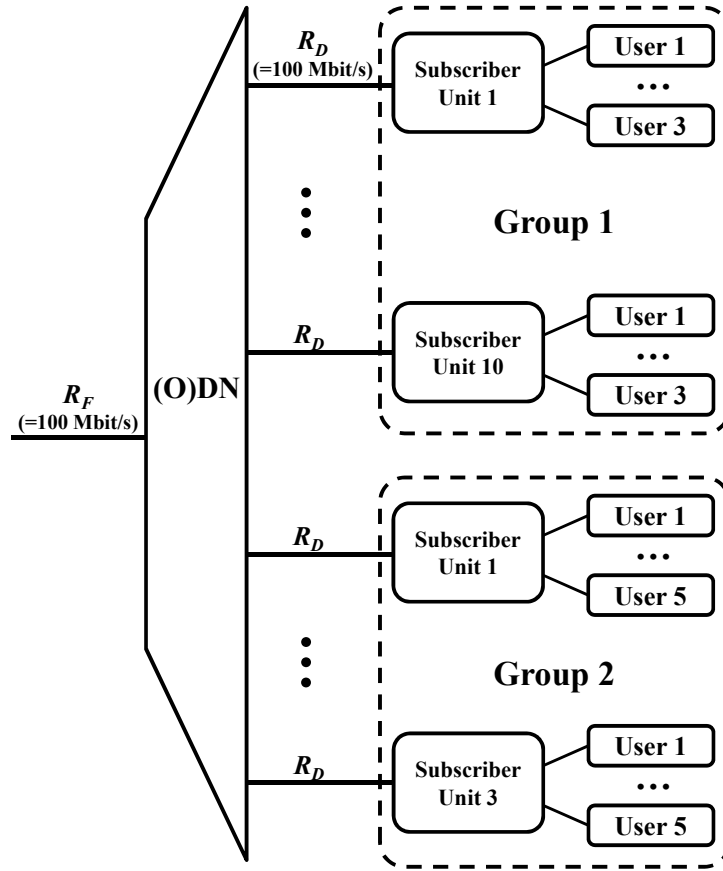 R_D
(=100 Mbit/s)
Subscriber
Unit 1
User 1
...
User 3
Group 1
R_D
Subscriber
Unit 10
User 1
...
User 3
R_F
(=100 Mbit/s)
(O)DN
R_D
Subscriber
Unit 1
User 1
...
User 5
Group 2
R_D
Subscriber
Unit 3
User 1
...
User 5